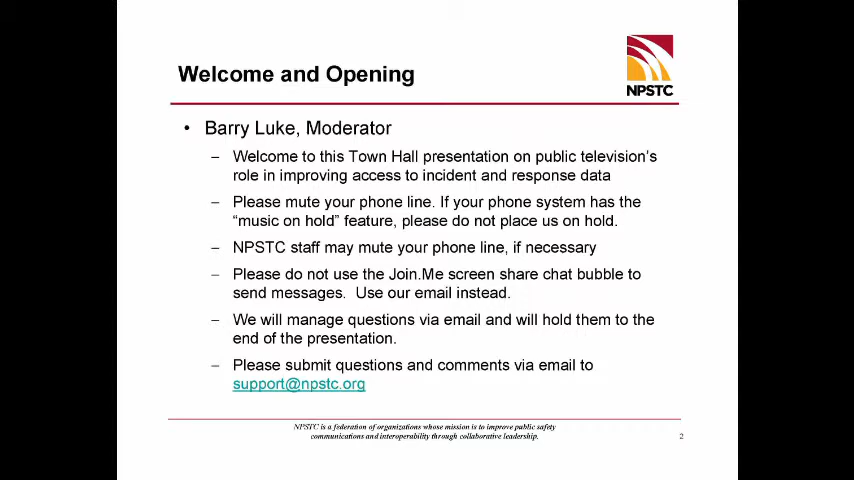 Welcome and Opening
NPSTC
• Barry Luke, Moderator
– Welcome to this Town Hall presentation on public television's
role in improving access to incident and response data
– Please mute your phone line. If your phone system has the
“music on hold” feature, please do not place us on hold.
– NPSTC staff may mute your phone line, if necessary
– Please do not use the Join.Me screen share chat bubble to
send messages.  Use our email instead.
– We will manage questions via email and will hold them to the
end of the presentation.
– Please submit questions and comments via email to
support@npstc.org
NPSTC is a federation of organizations whose mission is to improve public safety
communications and interoperability through collaborative leadership.
2